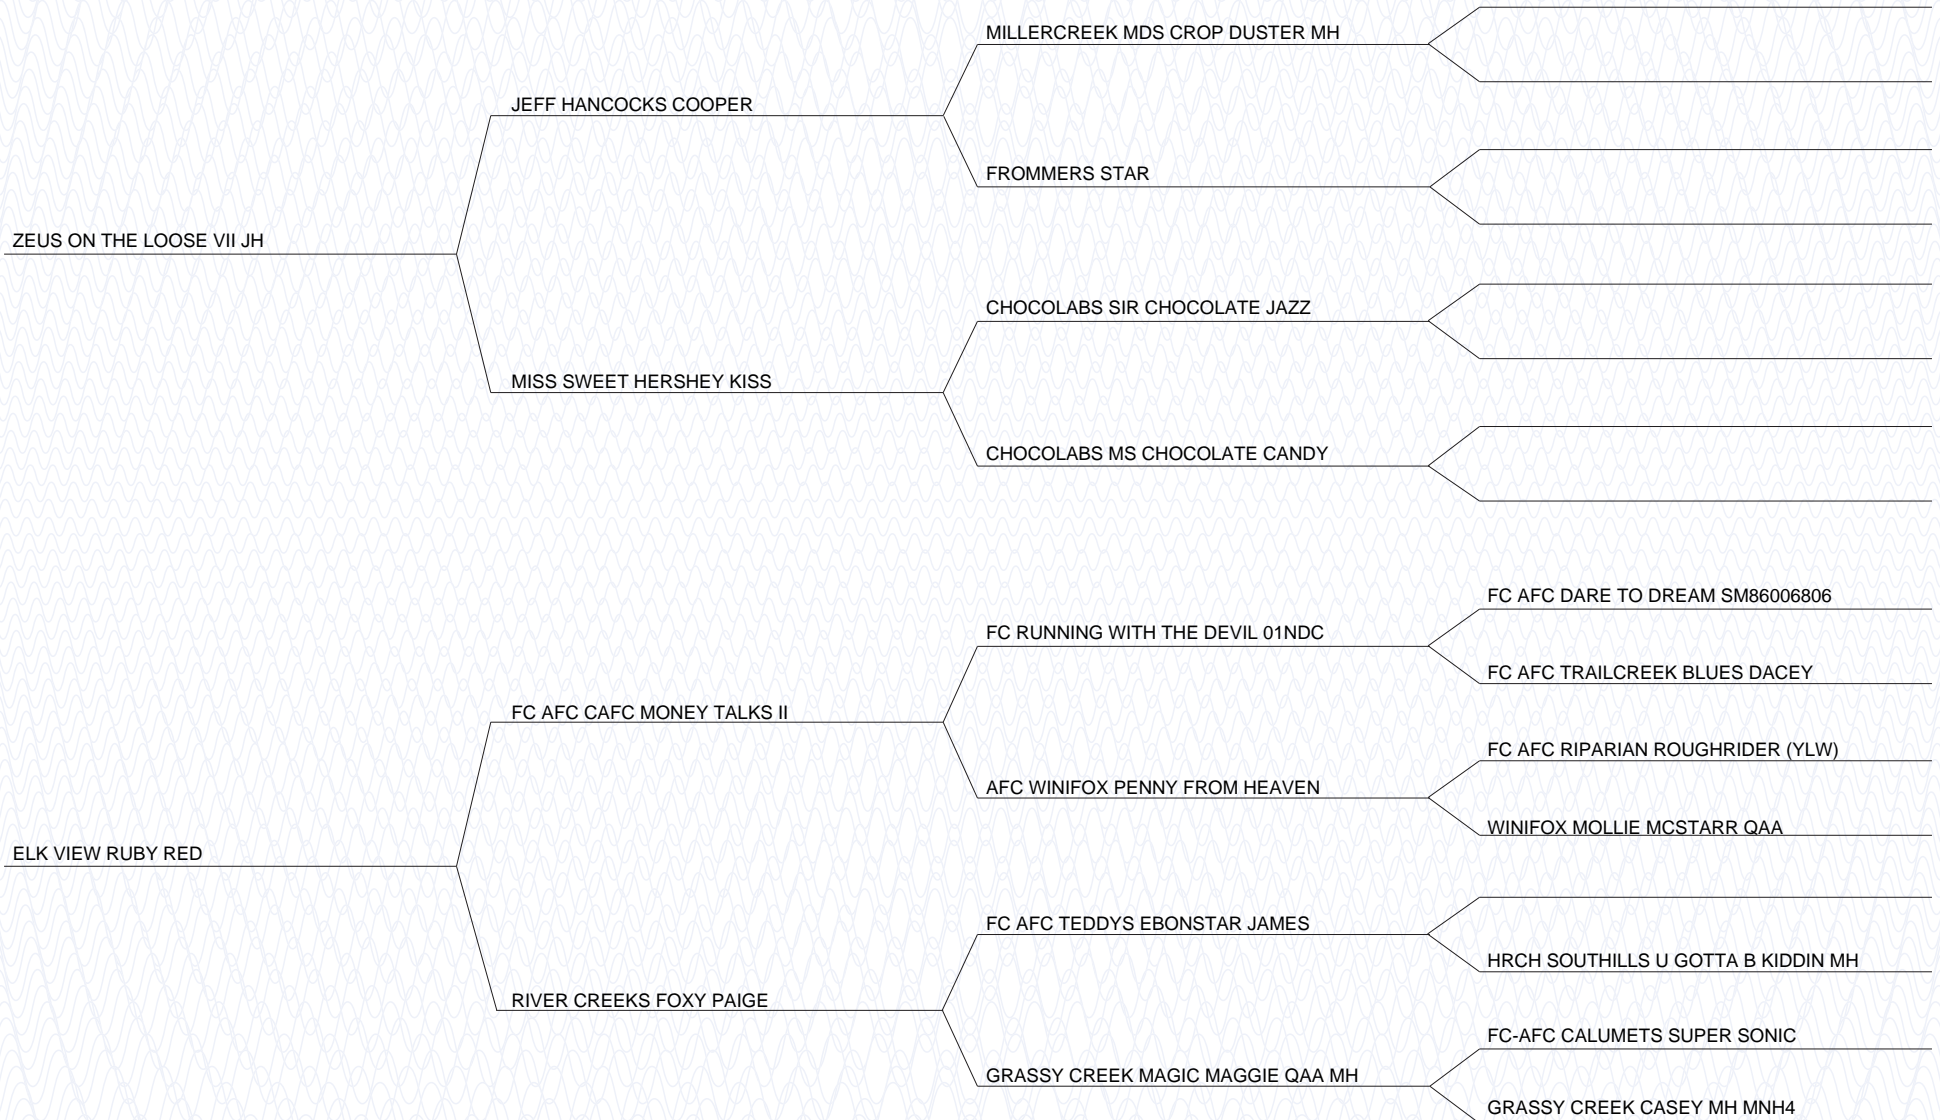 MILLERCREEK MDS CROP DUSTER MH
JEFF HANCOCKS COOPER
FROMMERS STAR
ZEUS ON THE LOOSE VII JH
CHOCOLABS SIR CHOCOLATE JAZZ
MISS SWEET HERSHEY KISS
CHOCOLABS MS CHOCOLATE CANDY
FC AFC DARE TO DREAM SM86006806
FC RUNNING WITH THE DEVIL 01NDC
FC AFC TRAILCREEK BLUES DACEY
FC AFC CAFC MONEY TALKS II
FC AFC RIPARIAN ROUGHRIDER (YLW)
AFC WINIFOX PENNY FROM HEAVEN
WINIFOX MOLLIE MCSTARR QAA
ELK VIEW RUBY RED
FC AFC TEDDYS EBONSTAR JAMES
HRCH SOUTHILLS U GOTTA B KIDDIN MH
RIVER CREEKS FOXY PAIGE
FC-AFC CALUMETS SUPER SONIC
GRASSY CREEK MAGIC MAGGIE QAA MH
GRASSY CREEK CASEY MH MNH4